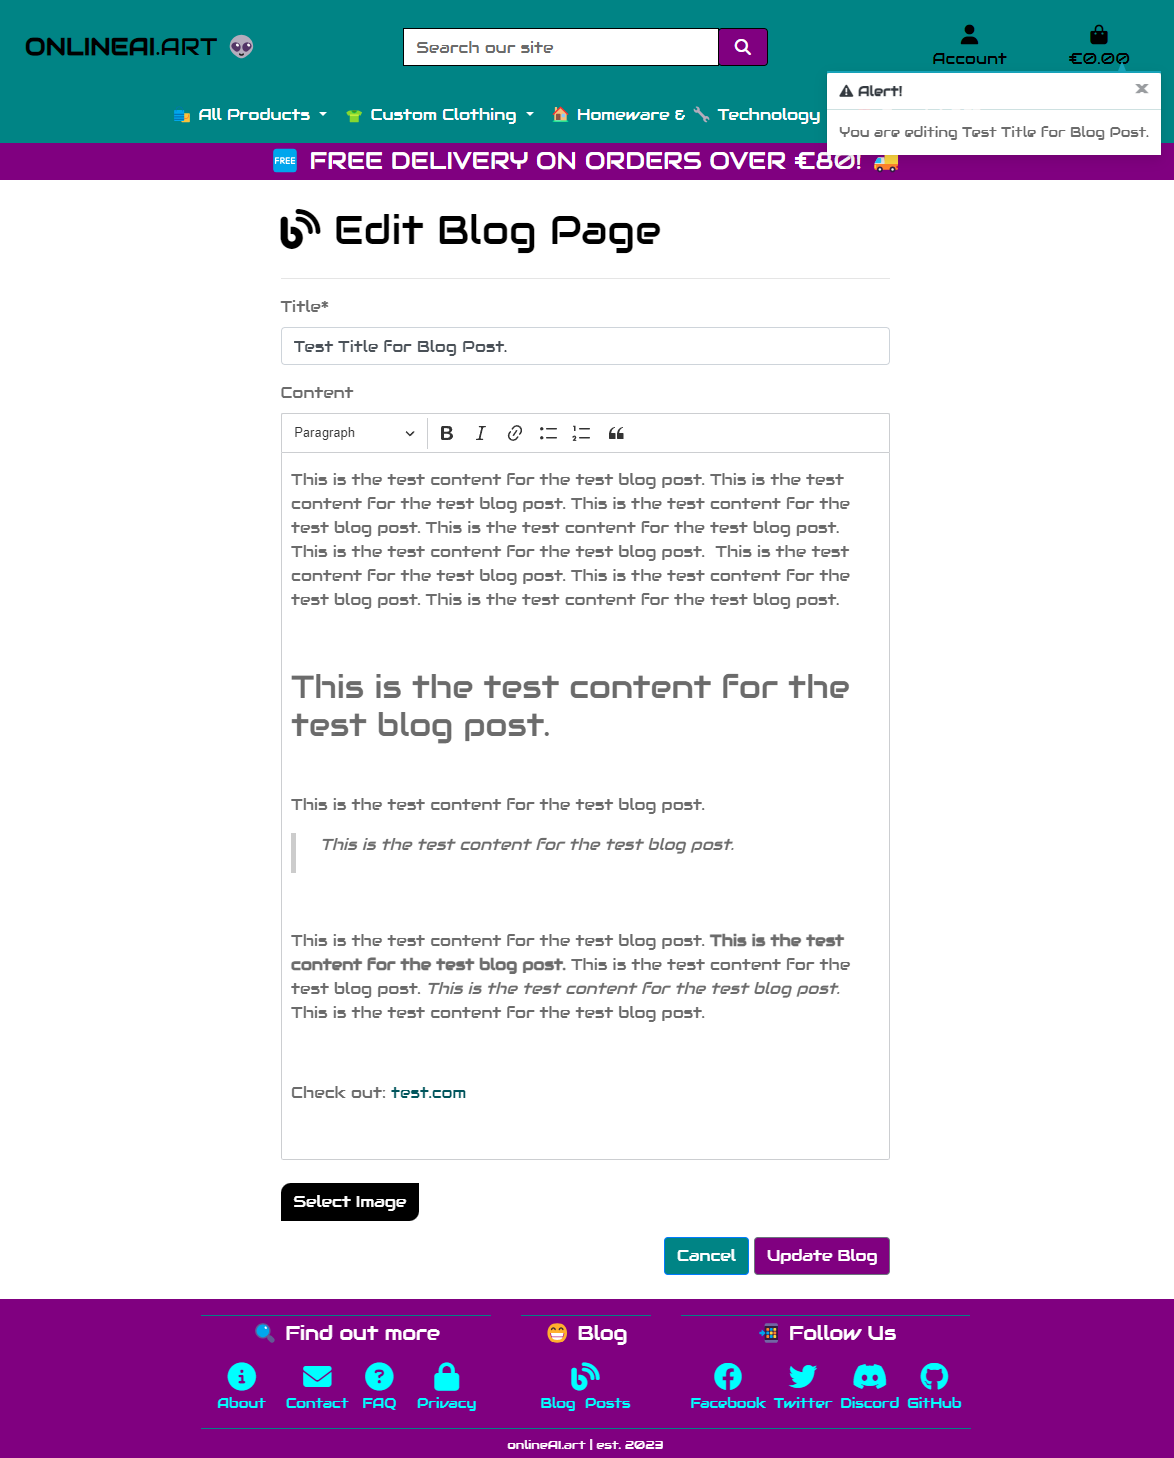 ONLINEAI.ART
Search our site
Account
€0.00
Alert!
You are editing Test Title for Blog Post.
All Products
Custom Clothing
Homeware &
Technology
FREE DELIVERY ON ORDERS OVER €80!
Edit Blog Page
Title*
Test Title for Blog Post.
Content
Paragraph
This is the test content for the test blog post. This is the test
content for the test blog post. This is the test content for the
test blog post. This is the test content for the test blog post.
This is the test content for the test blog post.  This is the test
content for the test blog post. This is the test content for the
test blog post. This is the test content for the test blog post.
This is the test content for the
test blog post.
This is the test content for the test blog post.
This is the test content for the test blog post.
This is the test content for the test blog post. This is the test
content for the test blog post. This is the test content for the
test blog post. This is the test content for the test blog post.
This is the test content for the test blog post.
Check out: test.com
Select Image
Cancel Update Blog
Find out more
Blog
Follow Us
About Contact FAQ Privacy
Blog Posts
Facebook Twitter Discord GitHub
onlineAI.art | est. 2023